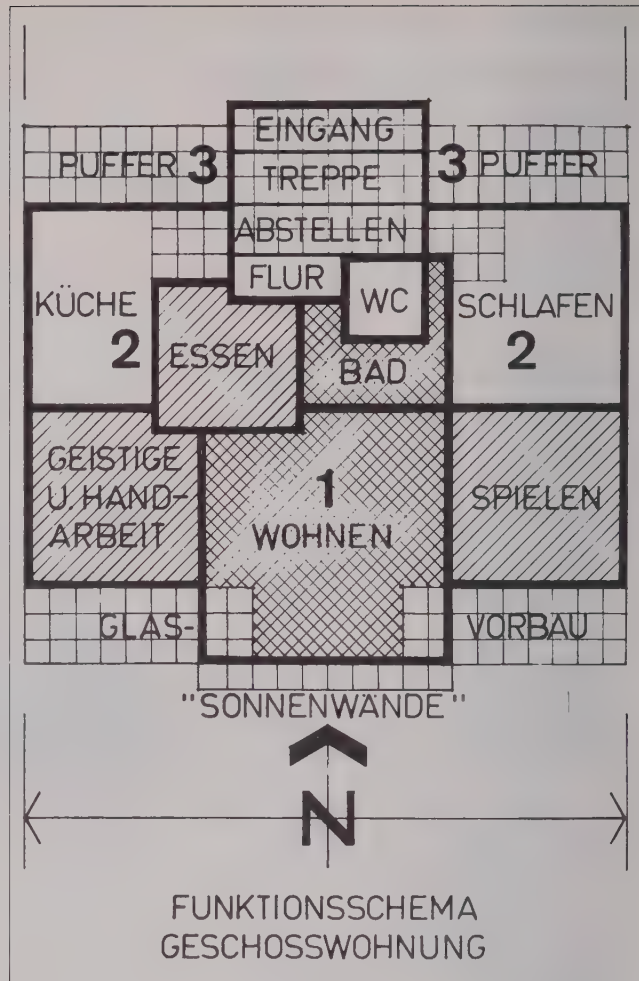 EINGANG
PUFFER 3
3 PUFFER
TREPPE
ABSTELLEN
FLUR
WC
KÜCHE
2
ESSEN
BAD
SCHLAFEN
2
GEISTIGE
U. HAND-
ARBEIT
1
WOHNEN
SPIELEN
GLAS-
VORBAU
"SONNENWÄNDE"
N
FUNKTIONSSCHEMA
GESCHOSSWOHNUNG